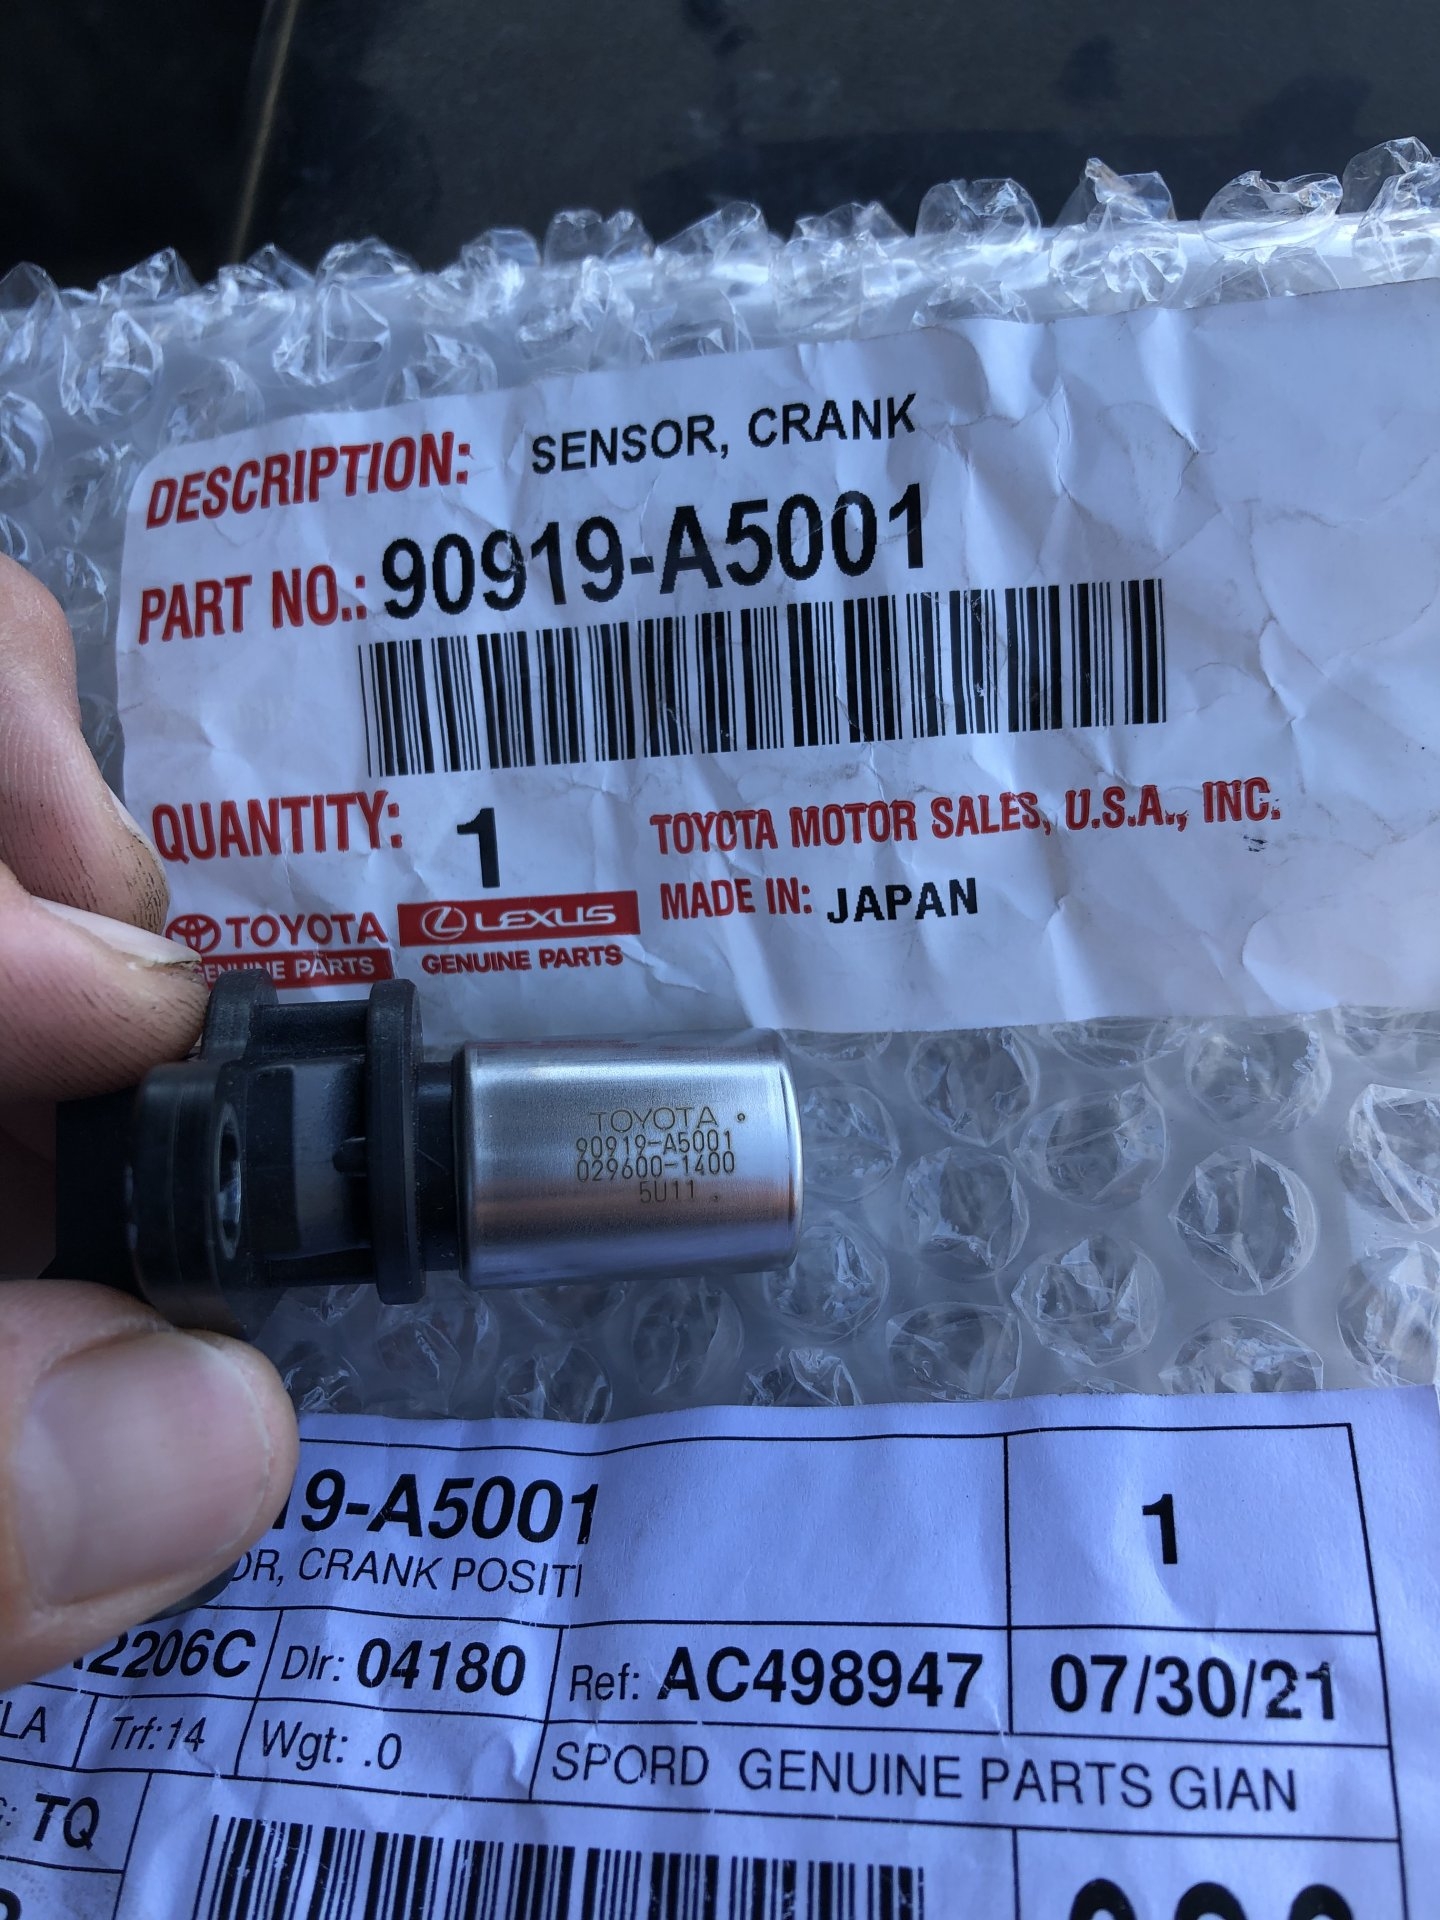 DESCRIPTION: SENSOR, CRANK
PART NO.: 90919-A5001
QUANTITY: 1
TOYOTA MOTOR SALES, U.S.A., INC.
MADE IN: JAPAN
TOYOTA
GENUINE PARTS
LEXUS
GENUINE PARTS
TOYOTA
90919-A5001
029600-1400
5U11
19-A5001 1
OR, CRANK POSITI
2206C Dlr: 04180 Ref: AC498947 07/30/21
LA Trf:14 Wgt: .0 SPORD GENUINE PARTS GIAN
: TQ